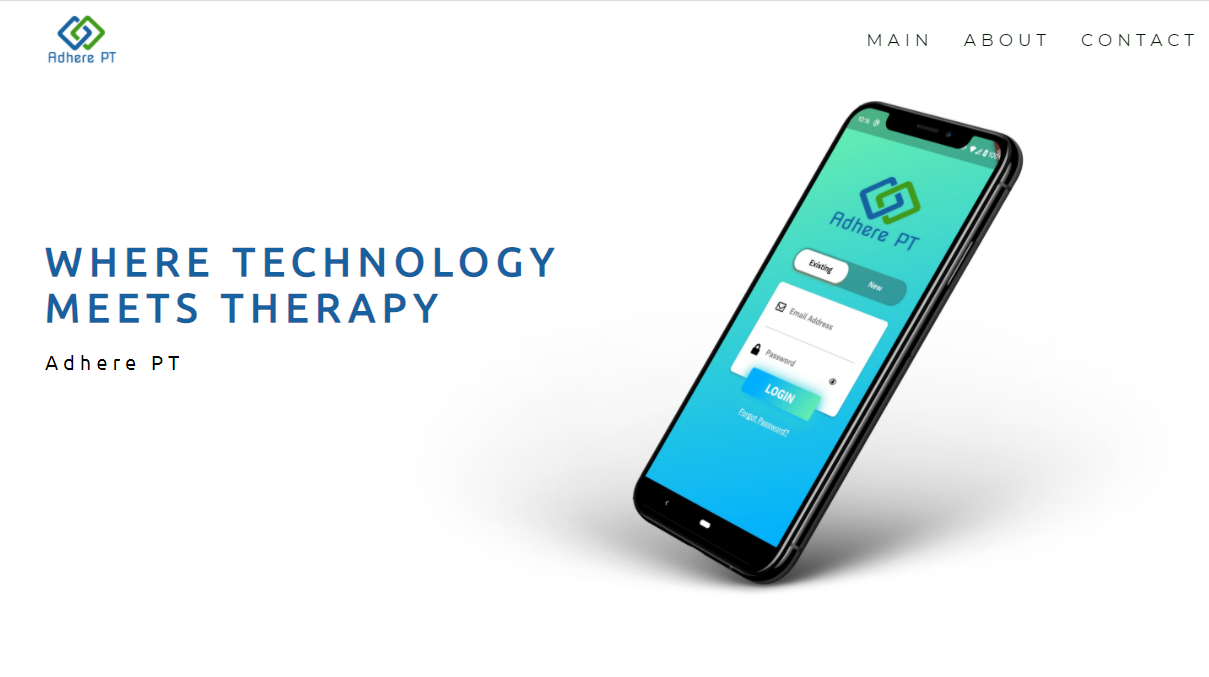 Adhere PT
MAIN ABOUT CONTACT
WHERE TECHNOLOGY
MEETS THERAPY
Adhere PT
Adhere PT
Existing New
Email Address
Password
LOGIN
Forgot Password?